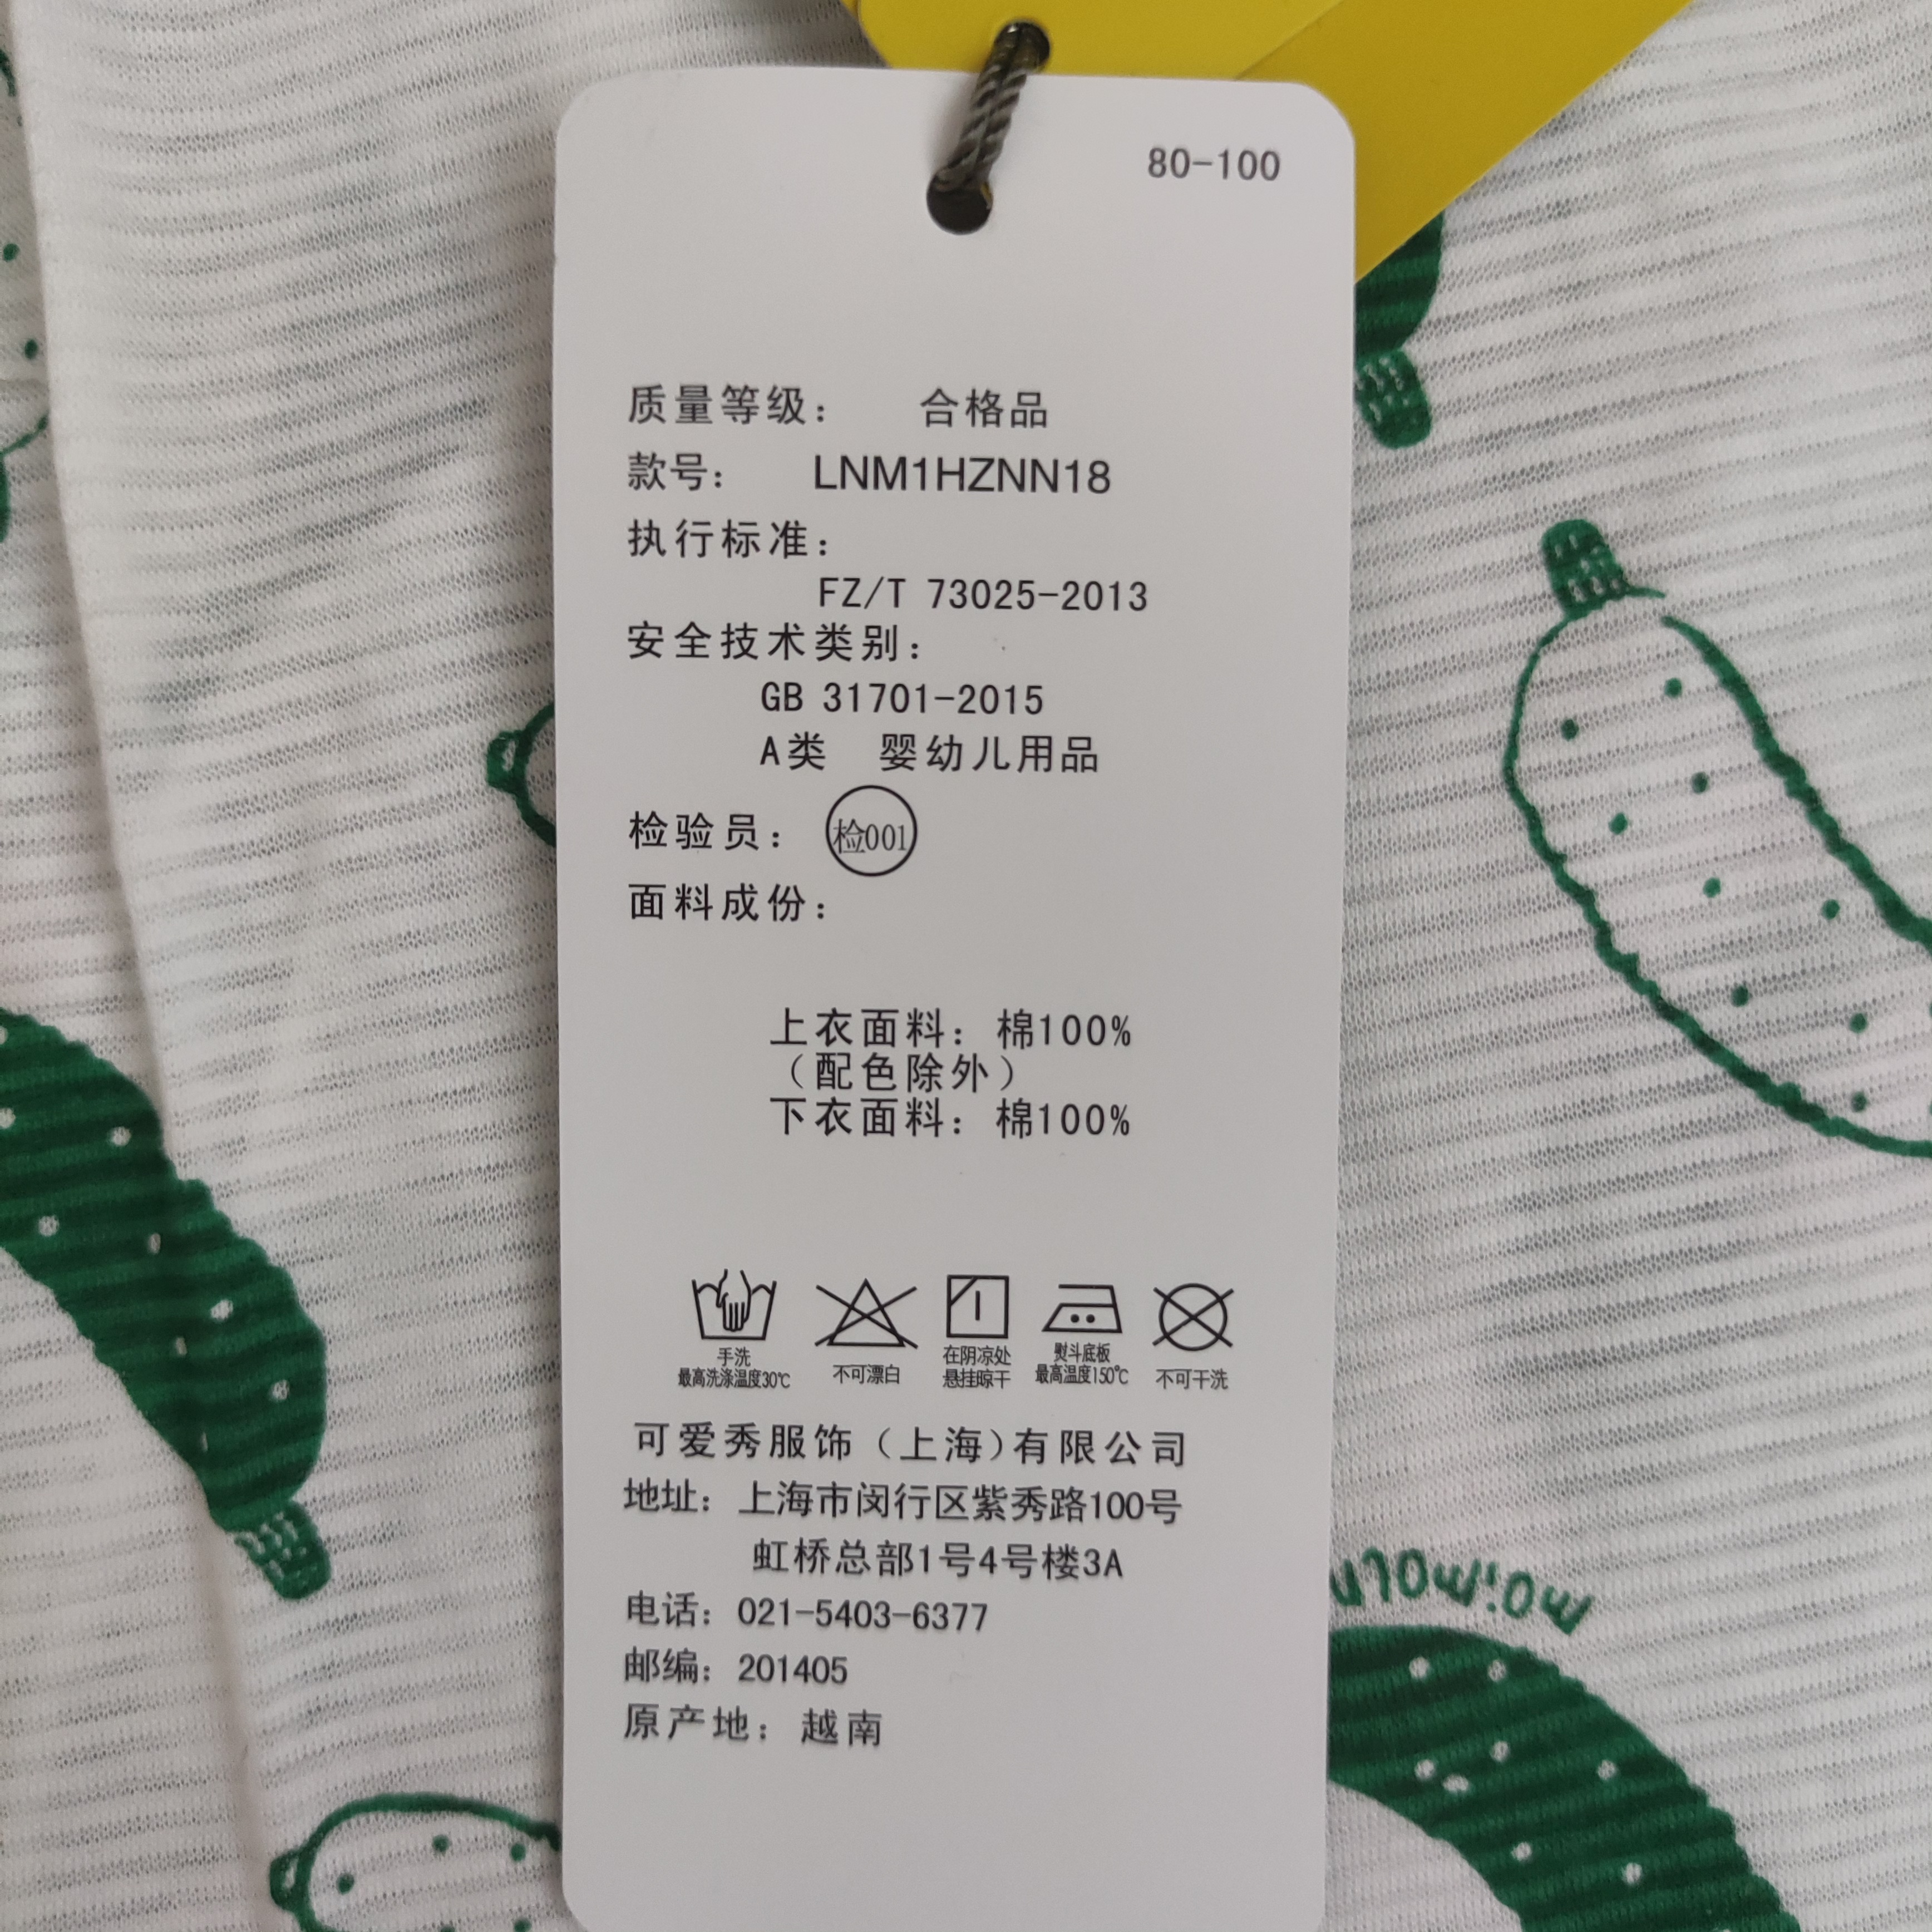 80-100
质量等级： 合格品
款号： LNM1HZNN18
执行标准：
FZ/T 73025-2013
安全技术类别：
GB 31701-2015
A类 婴幼儿用品
检验员： 检001
面料成份：
上衣面料：棉100%
（配色除外）
下衣面料：棉100%
手洗
最高洗涤温度30℃
不可漂白
在阴凉处
悬挂晾干
熨斗底板
最高温度150℃
不可干洗
可爱秀服饰（上海）有限公司
地址：上海市闵行区紫秀路100号
虹桥总部1号4号楼3A
电话：021-5403-6377
邮编：201405
原产地：越南